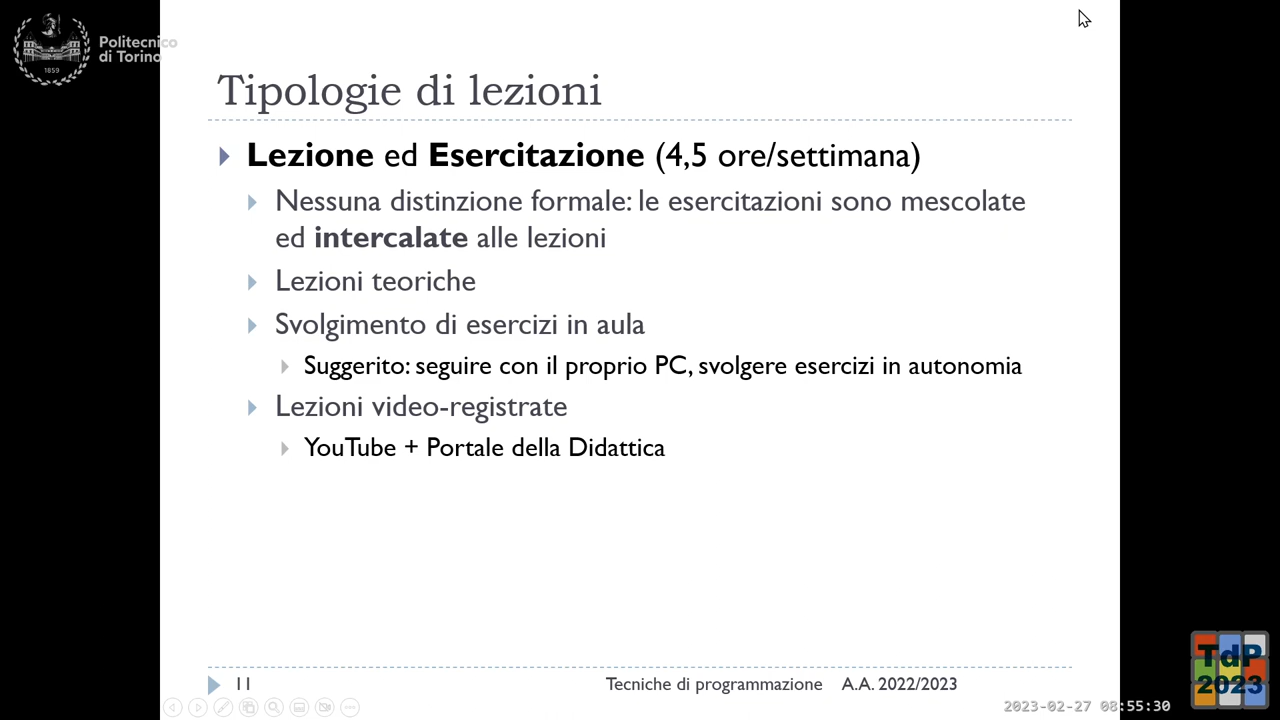 Politecnico
di Torino
1859
Tipologie di lezioni
Lezione ed Esercitazione (4,5 ore/settimana)
Nessuna distinzione formale: le esercitazioni sono mescolate
ed intercalate alle lezioni
Lezioni teoriche
Svolgimento di esercizi in aula
Suggerito: seguire con il proprio PC, svolgere esercizi in autonomia
Lezioni video-registrate
YouTube + Portale della Didattica
11
Tecniche di programmazione A.A. 2022/2023
TdP
2023
2023-02-27 08:55:30